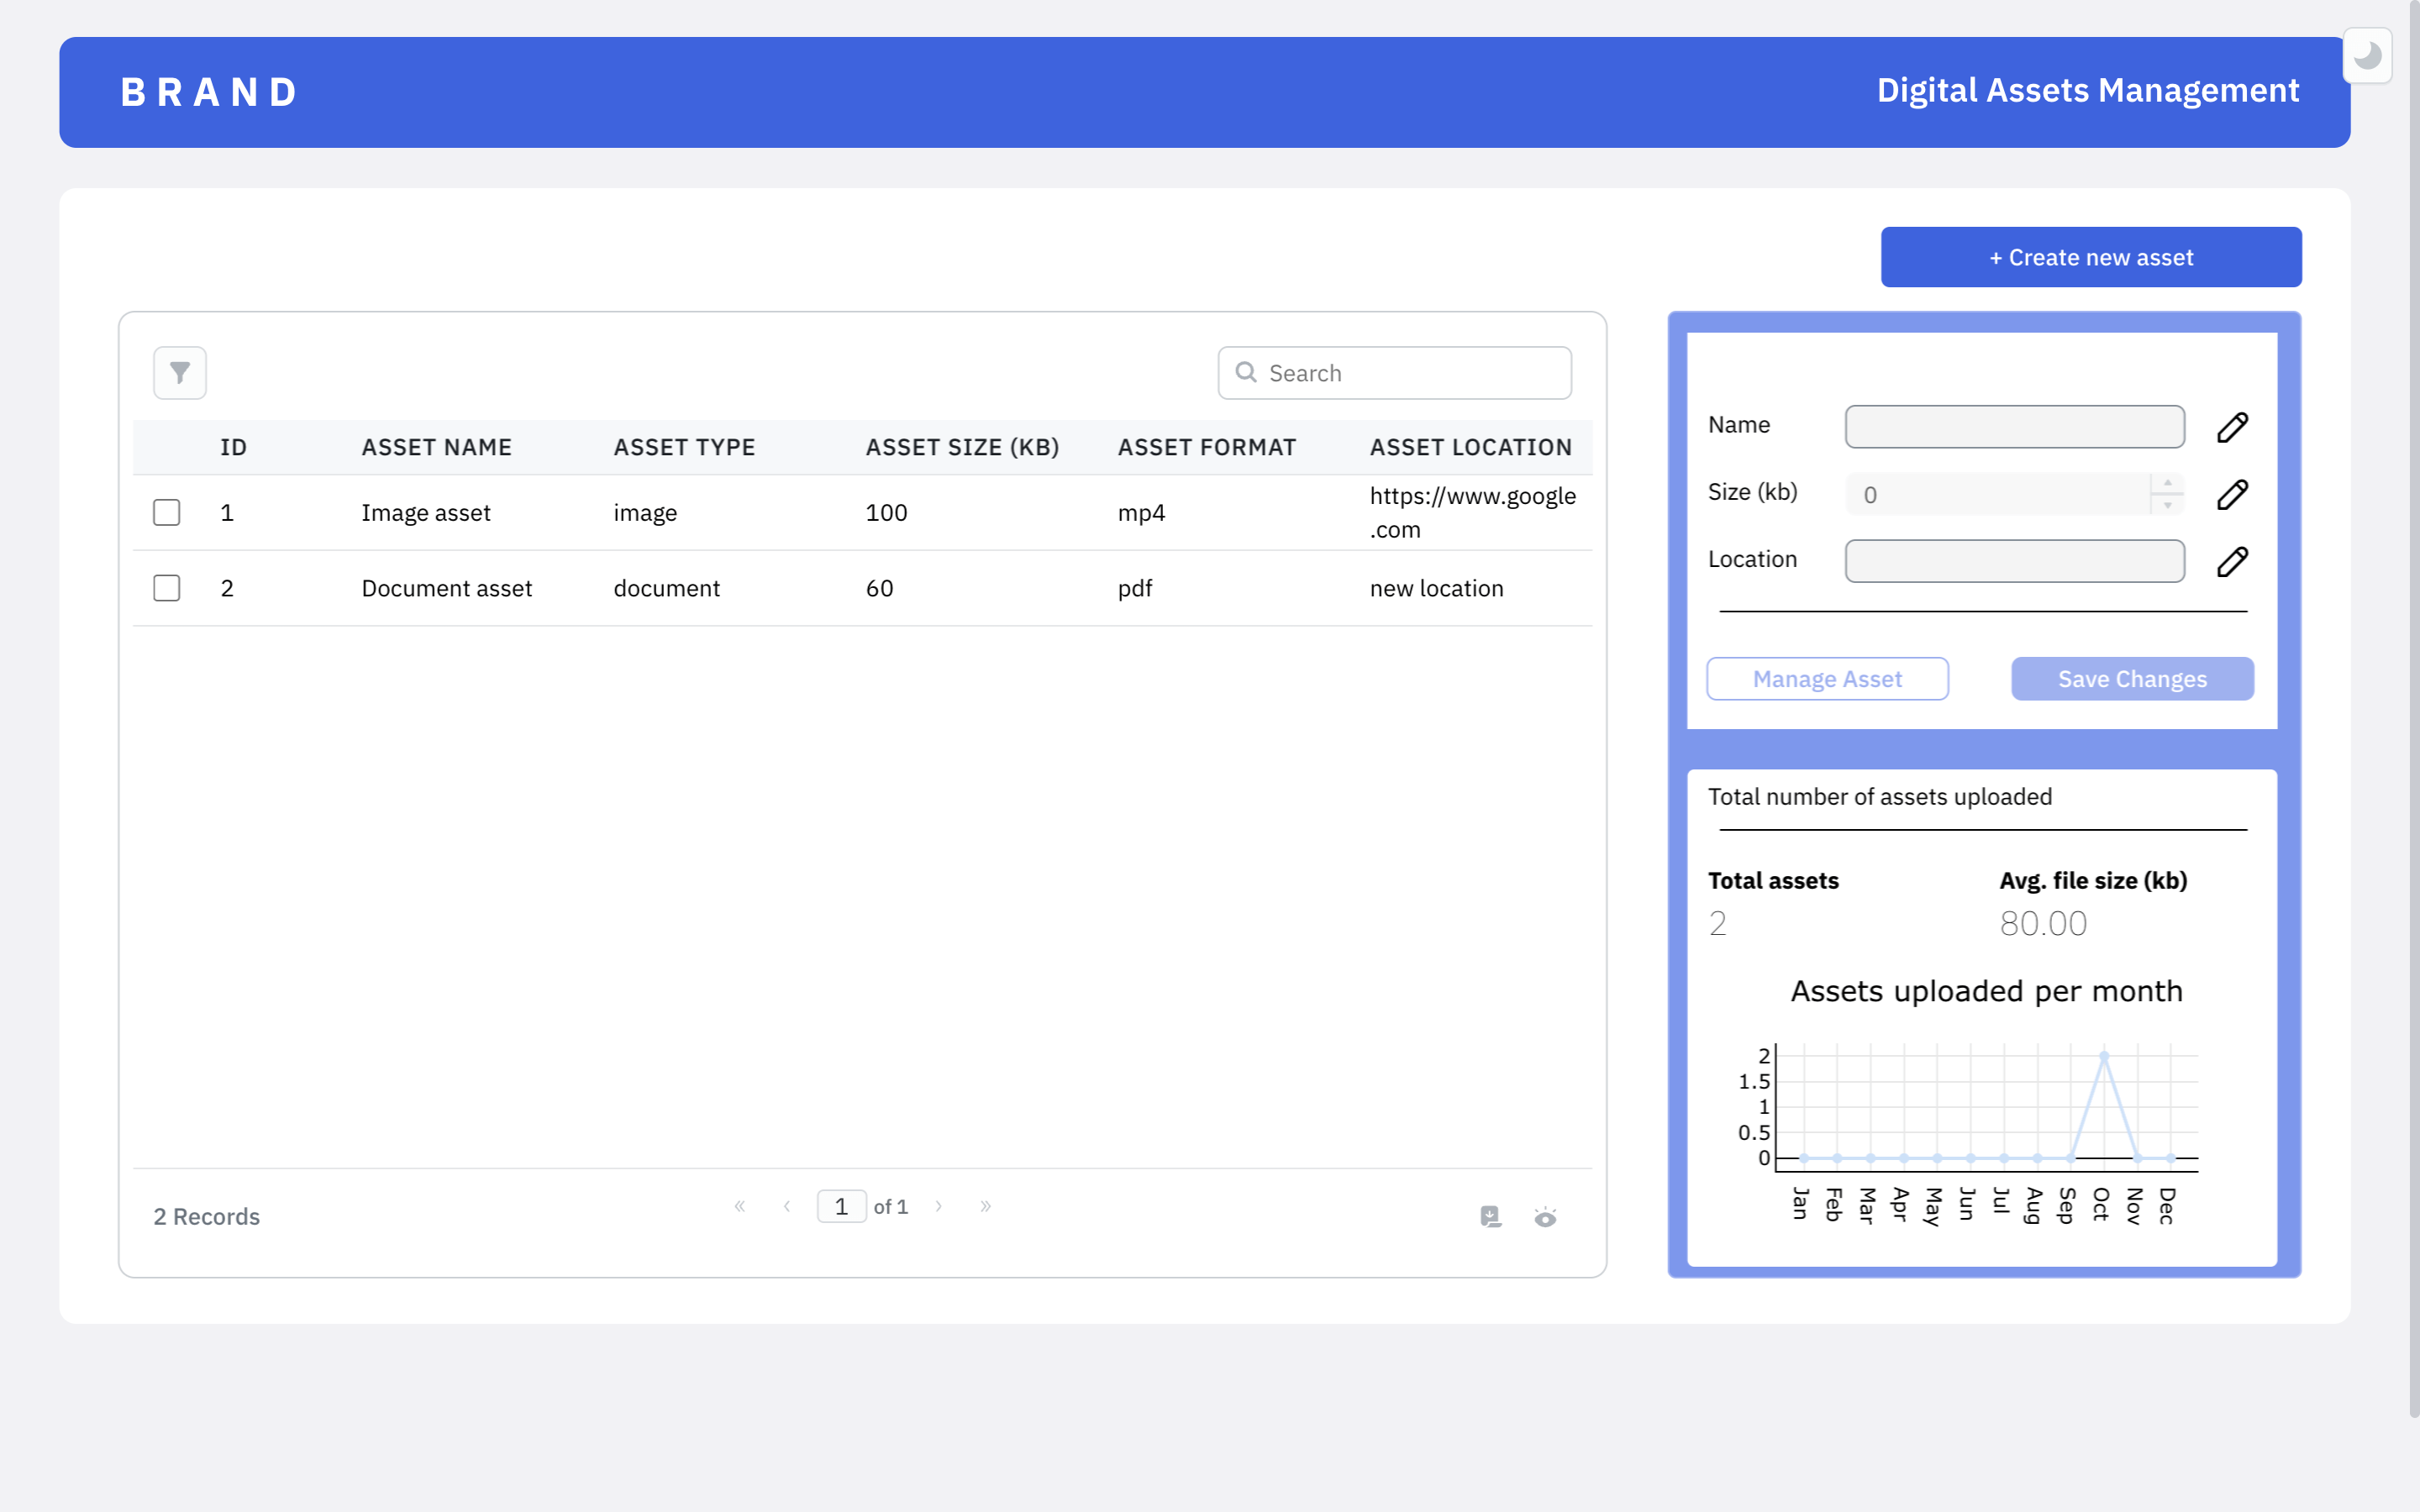 BRAND
Digital Assets Management
+ Create new asset
Search
ID ASSET NAME ASSET TYPE ASSET SIZE (KB) ASSET FORMAT ASSET LOCATION
1 Image asset image 100 mp4 https://www.google
.com
2 Document asset document 60 pdf new location
2 Records
« ‹ 1 of 1 › »
Name
Size (kb) 0
Location
Manage Asset Save Changes
Total number of assets uploaded
Total assets Avg. file size (kb)
2 80.00
Assets uploaded per month
2
1.5
1
0.5
0
Jan Feb Mar Apr May Jun Jul Aug Sep Oct Nov Dec